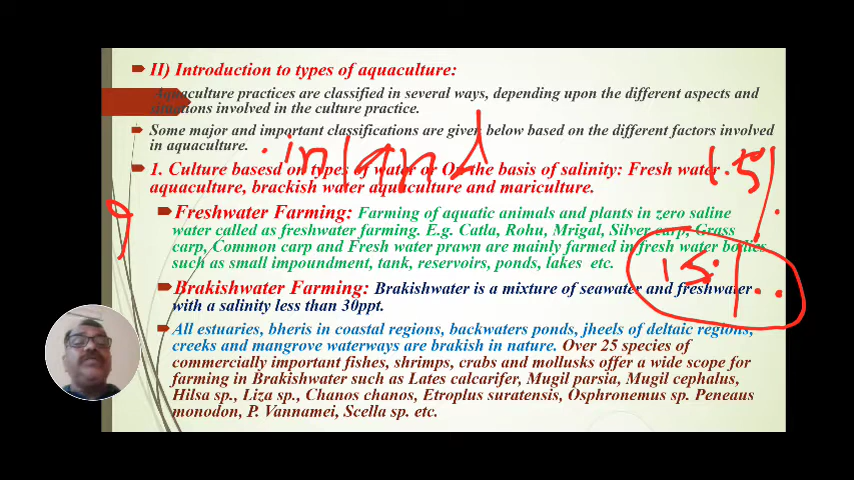 II) Introduction to types of aquaculture:
Aquaculture practices are classified in several ways, depending upon the different aspects and
situations involved in the culture practice.
Some major and important classifications are given below based on the different factors involved
in aquaculture.
inland
1. Culture basesd on types of water or On the basis of salinity: Fresh water
aquaculture, brackish water aquaculture and mariculture.
Freshwater Farming: Farming of aquatic animals and plants in zero saline
water called as freshwater farming. E.g. Catla, Rohu, Mrigal, Silver carp, Grass
carp, Common carp and Fresh water prawn are mainly farmed in fresh water bodies
such as small impoundment, tank, reservoirs, ponds, lakes etc.
Brakishwater Farming: Brakishwater is a mixture of seawater and freshwater
with a salinity less than 30ppt.
All estuaries, bheris in coastal regions, backwaters ponds, jheels of deltaic regions,
creeks and mangrove waterways are brakish in nature. Over 25 species of
commercially important fishes, shrimps, crabs and mollusks offer a wide scope for
farming in Brakishwater such as Lates calcarifer, Mugil parsia, Mugil cephalus,
Hilsa sp., Liza sp., Chanos chanos, Etroplus suratensis, Osphronemus sp. Peneaus
monodon, P. Vannamei, Scella sp. etc.